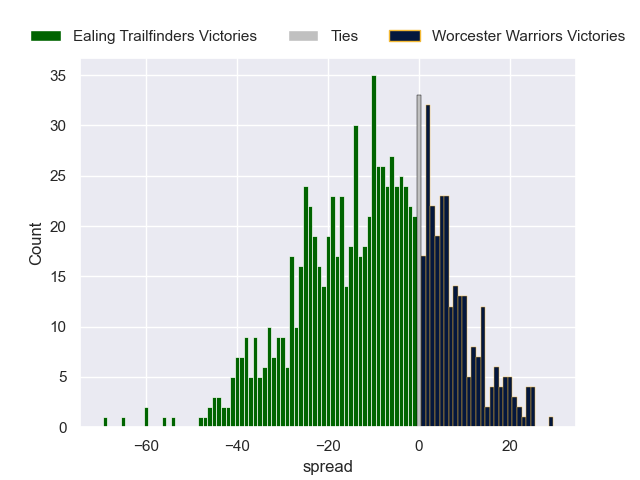 Ealing Trailfinders Victories Ties Worcester Warriors Victories
35
30
25
20
15
10
5
0
Count
−60 −40 −20 0 20
spread